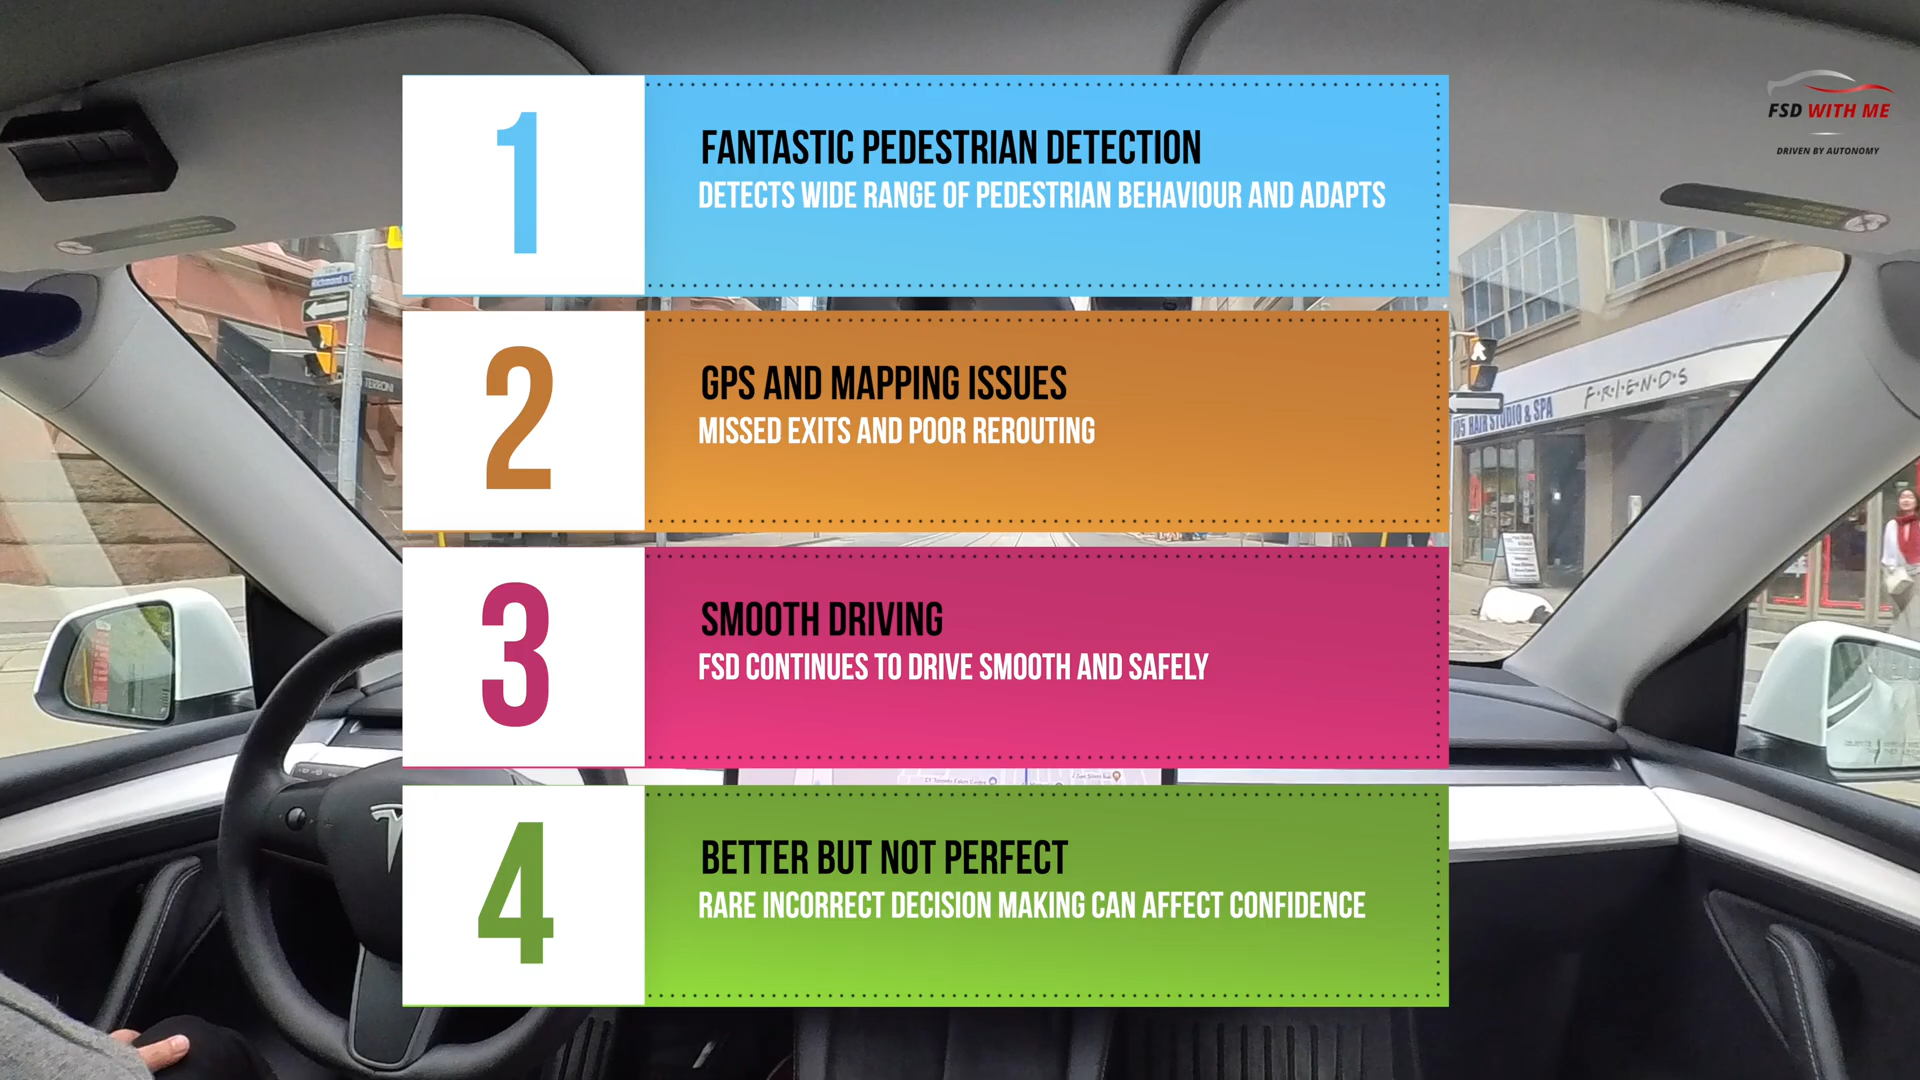 FSD WITH ME
DRIVEN BY AUTONOMY
1
FANTASTIC PEDESTRIAN DETECTION
DETECTS WIDE RANGE OF PEDESTRIAN BEHAVIOUR AND ADAPTS
2
GPS AND MAPPING ISSUES
MISSED EXITS AND POOR REROUTING
3
SMOOTH DRIVING
FSD CONTINUES TO DRIVE SMOOTH AND SAFELY
4
BETTER BUT NOT PERFECT
RARE INCORRECT DECISION MAKING CAN AFFECT CONFIDENCE
TERRONI
F·R·I·E·N·D·S
HAIR STUDIO & SPA